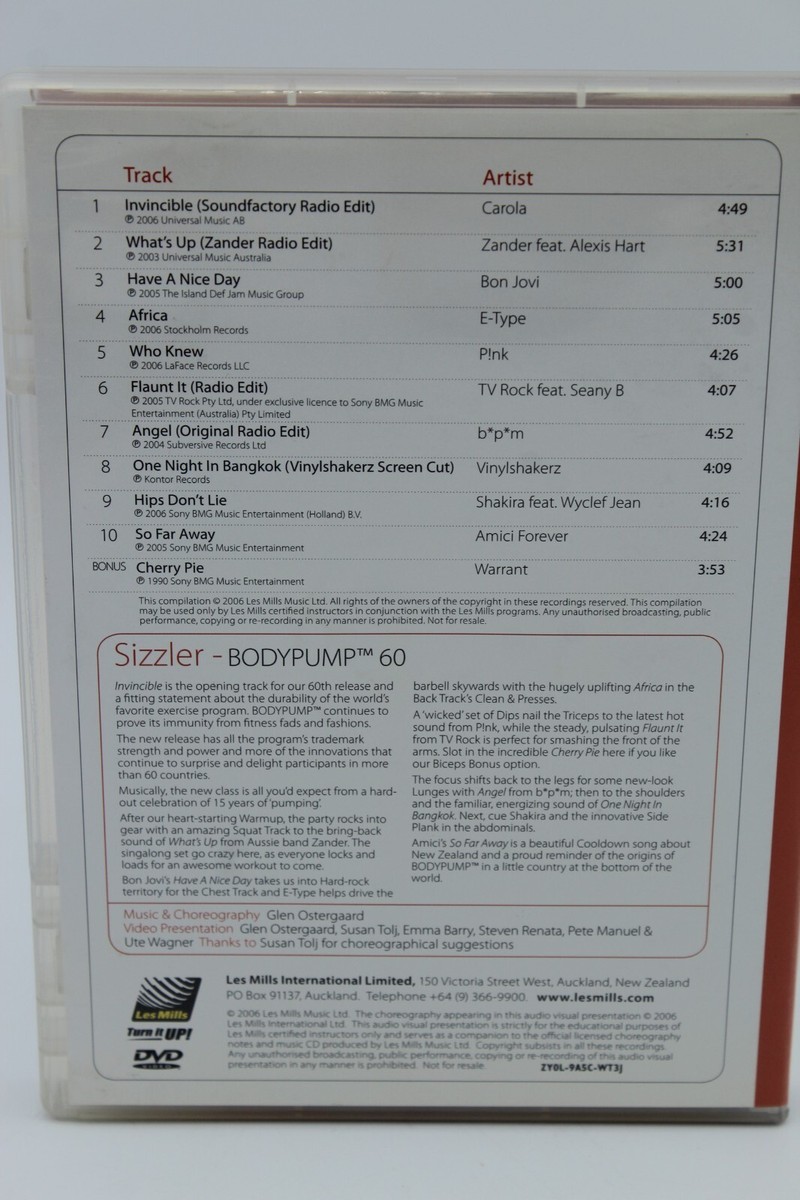 Track Artist
1 Invincible (Soundfactory Radio Edit) Carola 4:49
℗ 2006 Universal Music AB
2 What's Up (Zander Radio Edit) Zander feat. Alexis Hart 5:31
℗ 2003 Universal Music Australia
3 Have A Nice Day Bon Jovi 5:00
℗ 2005 The Island Def Jam Music Group
4 Africa E-Type 5:05
℗ 2006 Stockholm Records
5 Who Knew P!nk 4:26
℗ 2006 LaFace Records LLC
6 Flaunt It (Radio Edit) TV Rock feat. Seany B 4:07
℗ 2005 TV Rock Pty Ltd, under exclusive licence to Sony BMG Music
Entertainment (Australia) Pty Limited
7 Angel (Original Radio Edit) b*p*m 4:52
℗ 2004 Subversive Records Ltd
8 One Night In Bangkok (Vinylshakerz Screen Cut) Vinylshakerz 4:09
℗ Kontor Records
9 Hips Don't Lie Shakira feat. Wyclef Jean 4:16
℗ 2006 Sony BMG Music Entertainment (Holland) B.V.
10 So Far Away Amici Forever 4:24
℗ 2005 Sony BMG Music Entertainment
BONUS Cherry Pie Warrant 3:53
℗ 1990 Sony BMG Music Entertainment
This compilation © 2006 Les Mills Music Ltd. All rights of the owners of the copyright in these recordings reserved. This compilation
may be used only by Les Mills certified instructors in conjunction with the Les Mills programs. Any unauthorised broadcasting, public
performance, copying or re-recording in any manner is prohibited. Not for resale.
Sizzler - BODYPUMP™ 60
Invincible is the opening track for our 60th release and
a fitting statement about the durability of the world's
favorite exercise program. BODYPUMP™ continues to
prove its immunity from fitness fads and fashions.
The new release has all the program's trademark
strength and power and more of the innovations that
continue to surprise and delight participants in more
than 60 countries.
Musically, the new class is all you'd expect from a hard-
out celebration of 15 years of 'pumping'.
After our heart-starting Warmup, the party rocks into
gear with an amazing Squat Track to the bring-back
sound of What's Up from Aussie band Zander. The
singalong set go crazy here, as everyone locks and
loads for an awesome workout to come.
Bon Jovi's Have A Nice Day takes us into Hard-rock
territory for the Chest Track and E-Type helps drive the
barbell skywards with the hugely uplifting Africa in the
Back Track's Clean & Presses.
A 'wicked' set of Dips nail the Triceps to the latest hot
sound from P!nk, while the steady, pulsating Flaunt It
from TV Rock is perfect for smashing the front of the
arms. Slot in the incredible Cherry Pie here if you like
our Biceps Bonus option.
The focus shifts back to the legs for some new-look
Lunges with Angel from b*p*m; then to the shoulders
and the familiar, energizing sound of One Night In
Bangkok. Next, cue Shakira and the innovative Side
Plank in the abdominals.
Amici's So Far Away is a beautiful Cooldown song about
New Zealand and a proud reminder of the origins of
BODYPUMP™ in a little country at the bottom of the
world.
Music & Choreography Glen Ostergaard
Video Presentation Glen Ostergaard, Susan Tolj, Emma Barry, Steven Renata, Pete Manuel &
Ute Wagner Thanks to Susan Tolj for choreographical suggestions
Les Mills
Turn it UP!
DVD
VIDEO
Les Mills International Limited, 150 Victoria Street West, Auckland, New Zealand
PO Box 91137, Auckland. Telephone +64 (9) 366-9900. www.lesmills.com
© 2006 Les Mills Music Ltd. The choreography appearing in this audio visual presentation © 2006
Les Mills International Ltd. This audio visual presentation is strictly for the educational purposes of
Les Mills certified instructors only and serves as a companion to the official licensed choreography
notes and music CD produced by Les Mills Music Ltd. Copyright subsists in all these recordings.
Any unauthorised broadcasting, public performance, copying or re-recording of this audio visual
presentation in any manner is prohibited. Not for resale. ZY0L-9A5C-WT3J